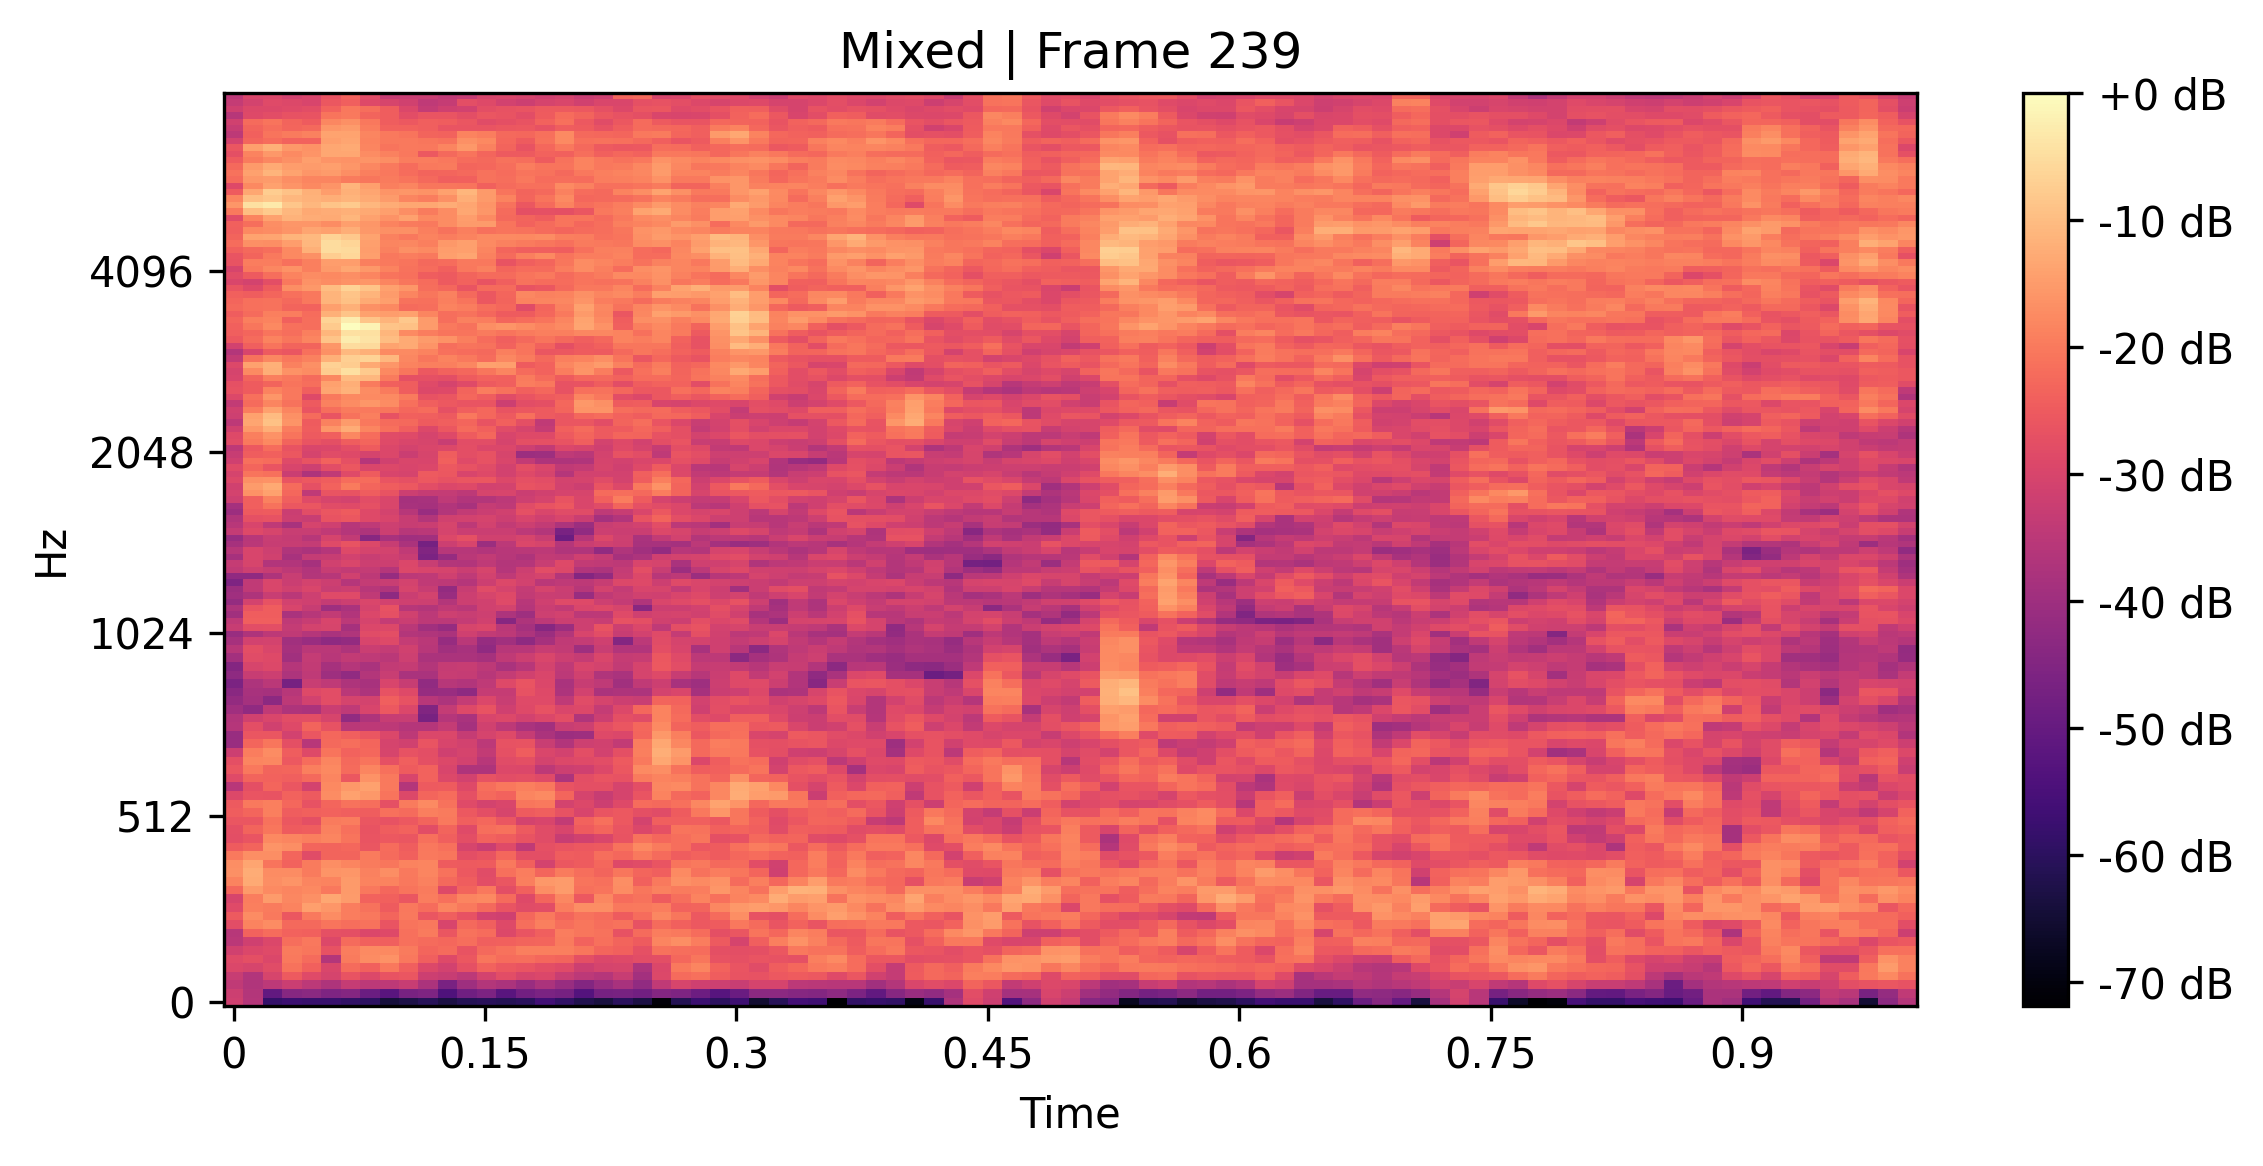 Mixed | Frame 239
+0 dB
-10 dB
-20 dB
-30 dB
-40 dB
-50 dB
-60 dB
-70 dB
Hz
4096
2048
1024
512
0
0 0.15 0.3 0.45 0.6 0.75 0.9
Time